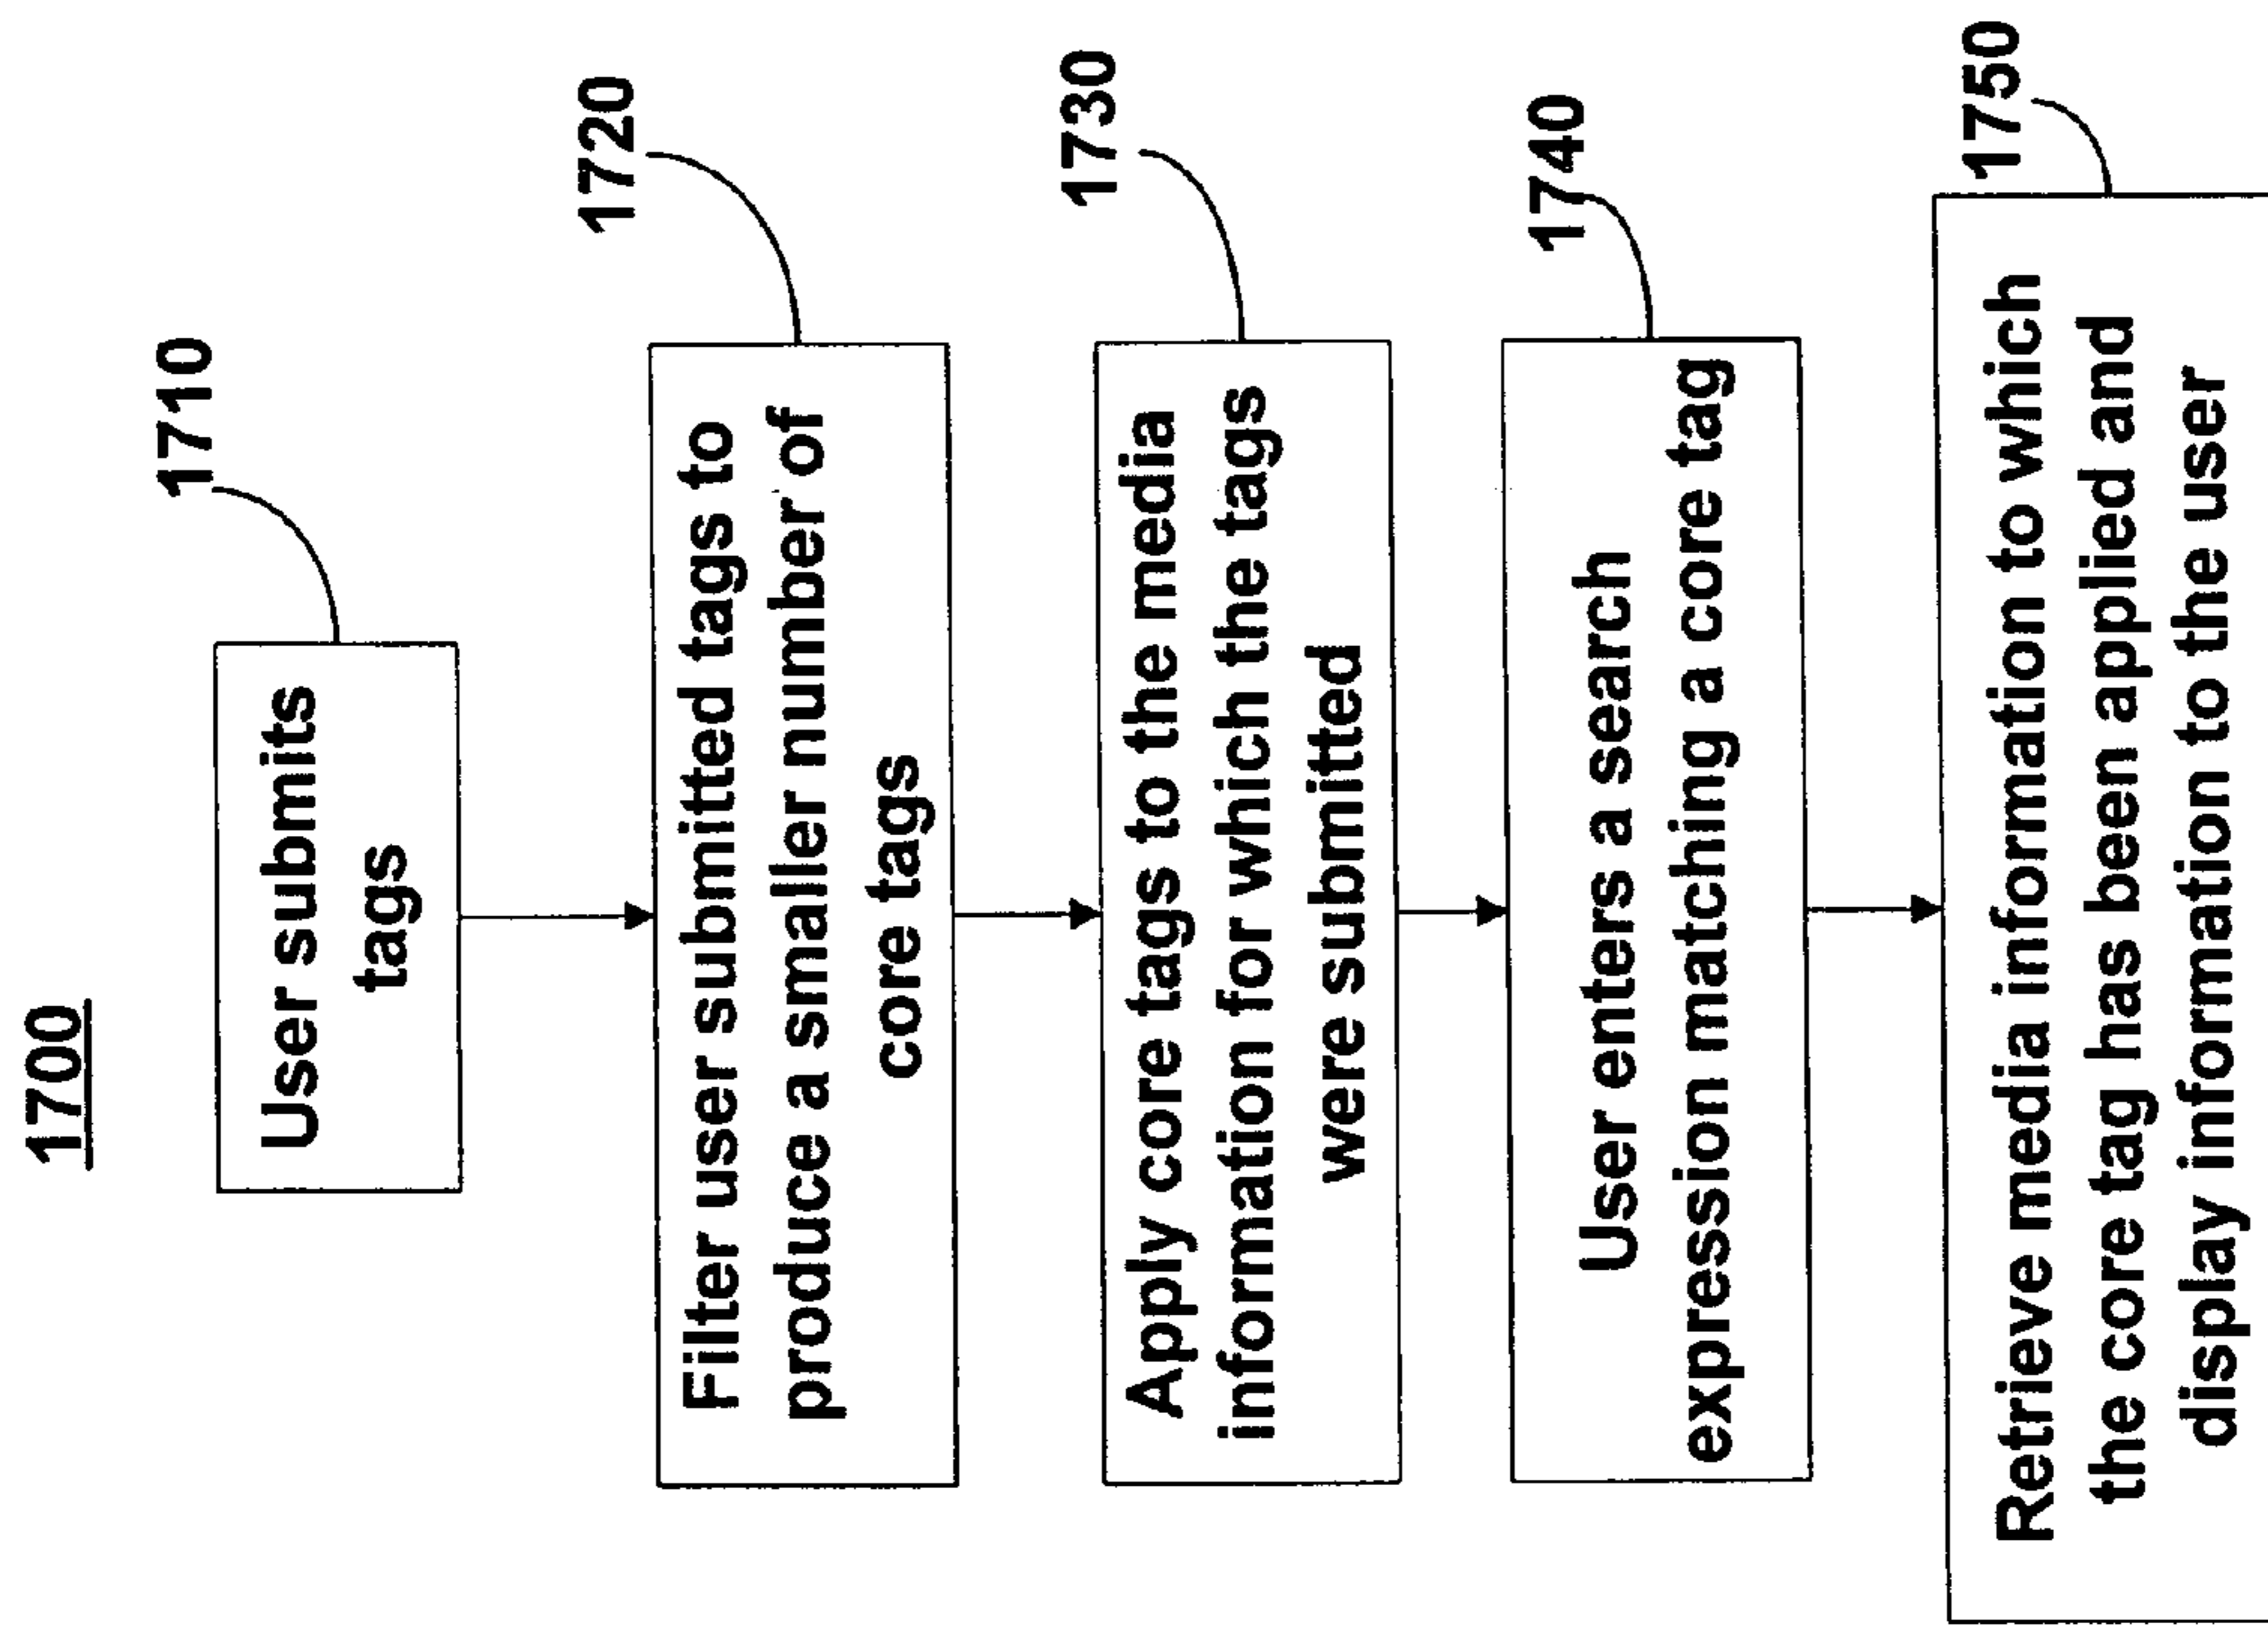 1700
1710
User submits
tags
1720
Filter user submitted tags to
produce a smaller number of
core tags
1730
Apply core tags to the media
information for which the tags
were submitted
1740
User enters a search
expression matching a core tag
1750
Retrieve media information to which
the core tag has been applied and
display information to the user